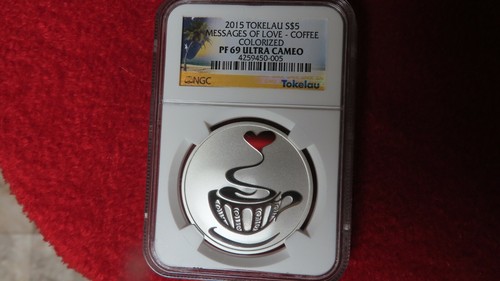 2015 TOKELAU S$5
MESSAGES OF LOVE - COFFEE
COLORIZED
PF 69 ULTRA CAMEO
4259450-005
NGC
Tokelau